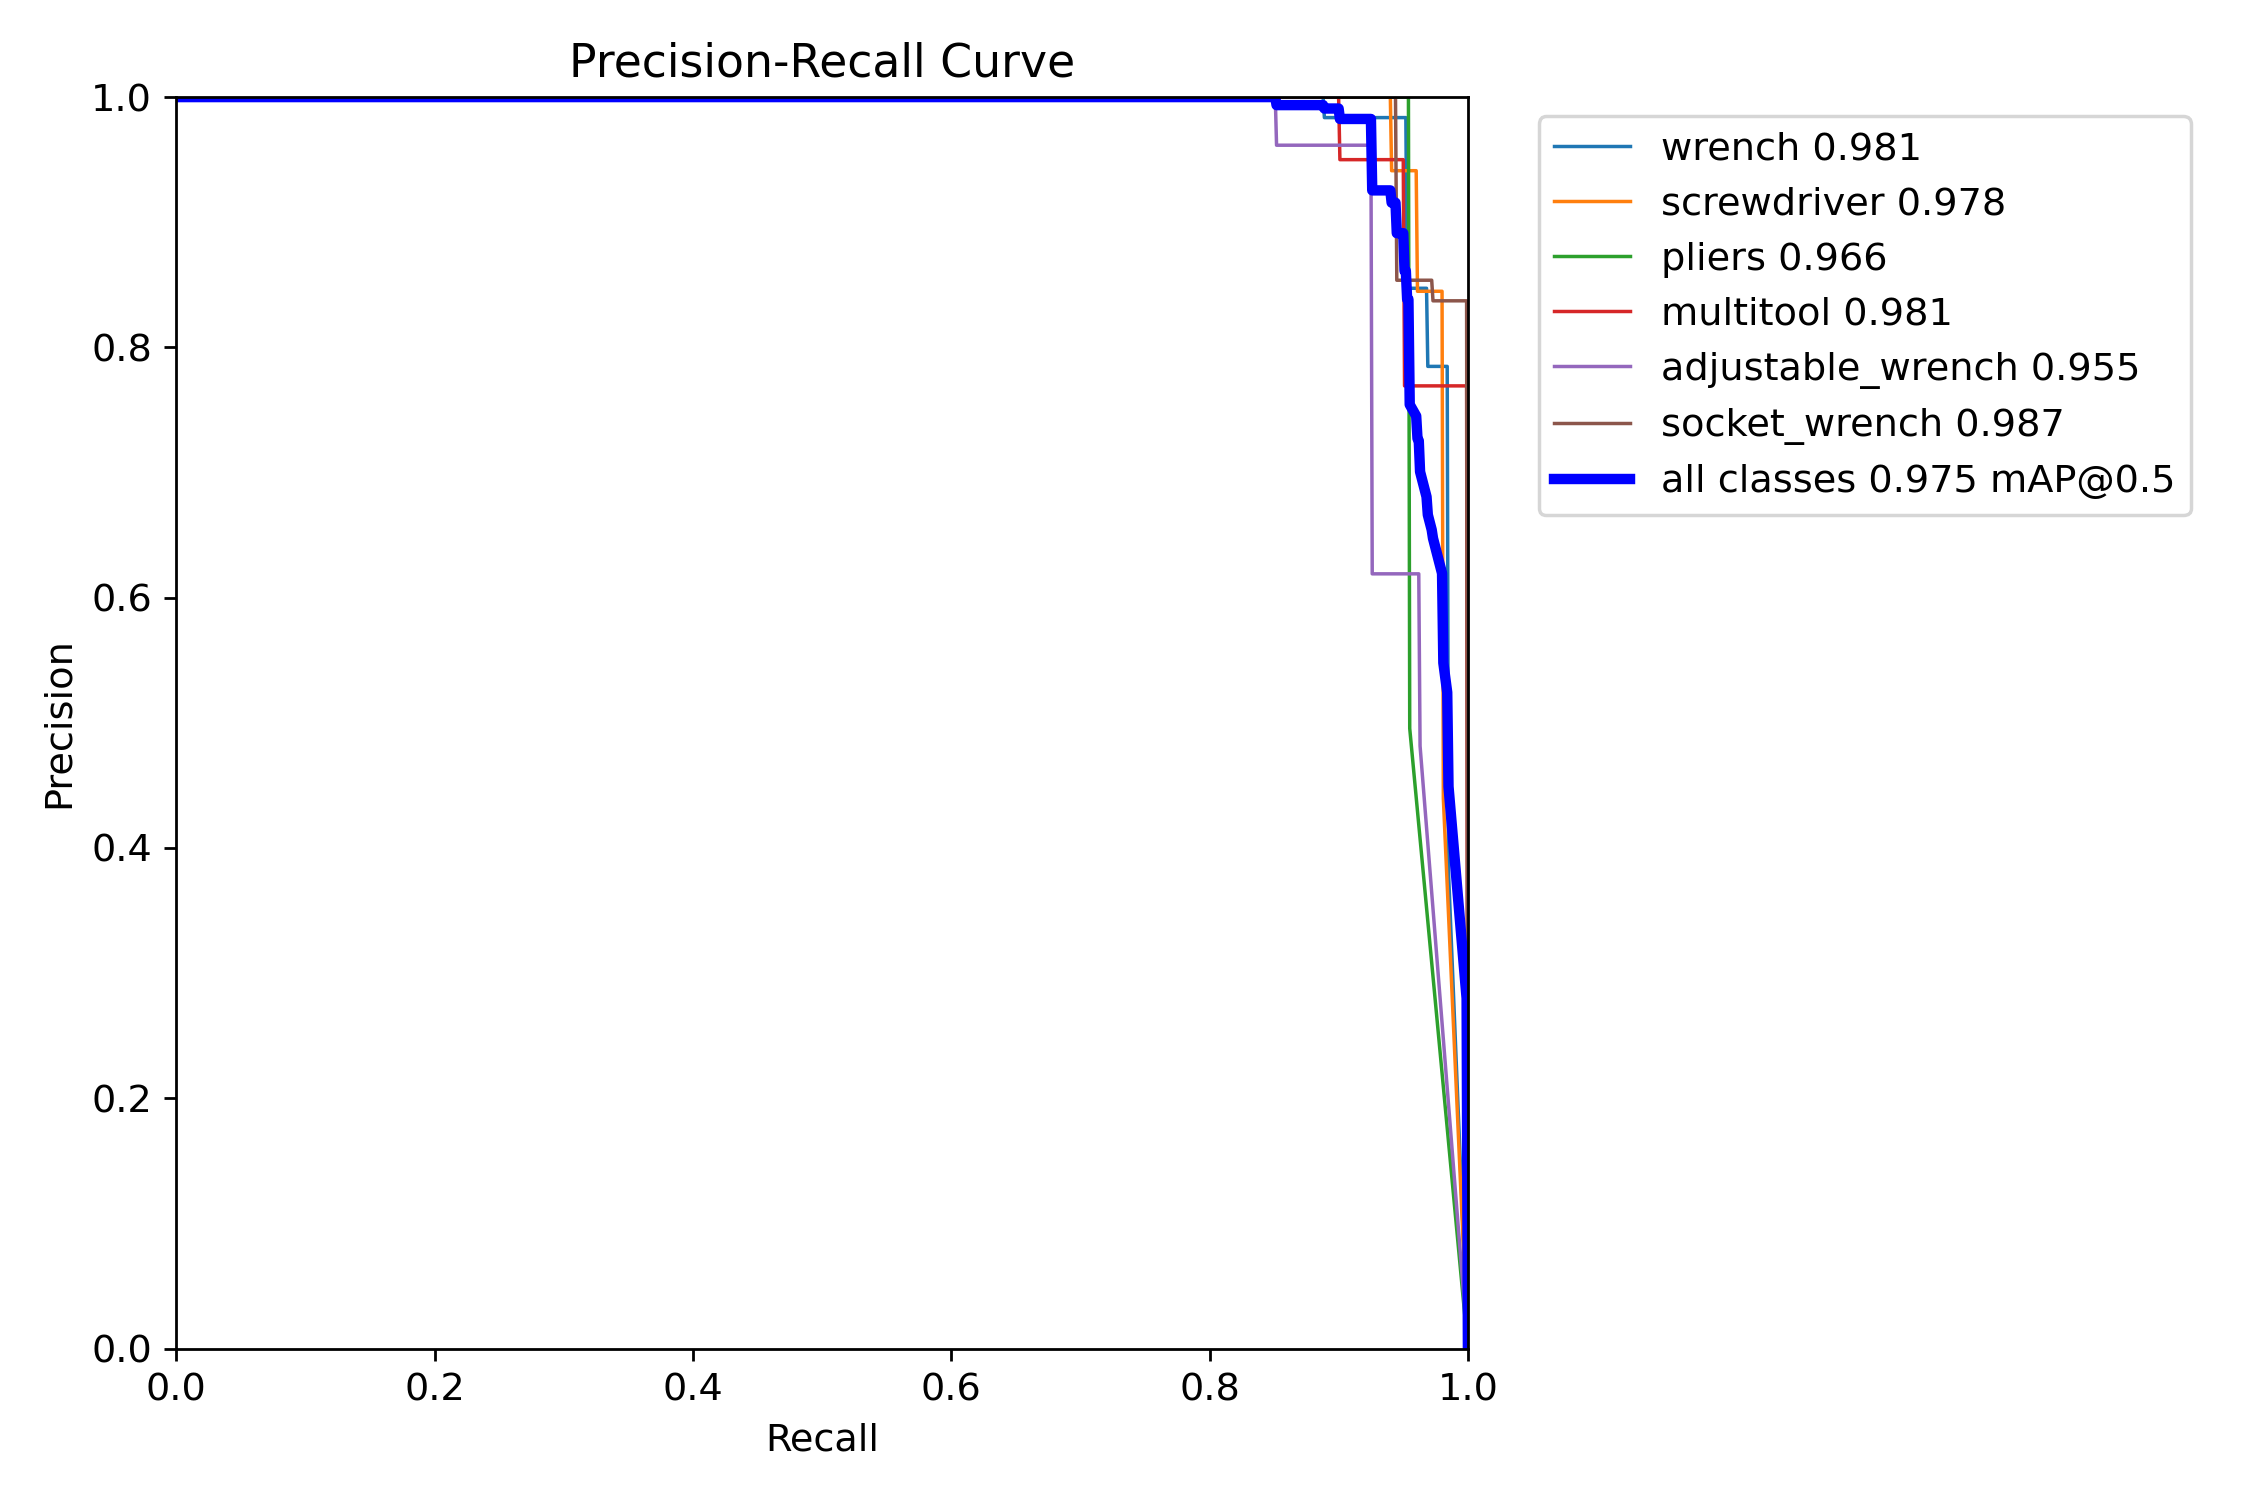 Precision-Recall Curve
1.0
0.8
0.6
0.4
0.2
0.0
Precision
0.0 0.2 0.4 0.6 0.8 1.0
Recall
wrench 0.981
screwdriver 0.978
pliers 0.966
multitool 0.981
adjustable_wrench 0.955
socket_wrench 0.987
all classes 0.975 mAP@0.5